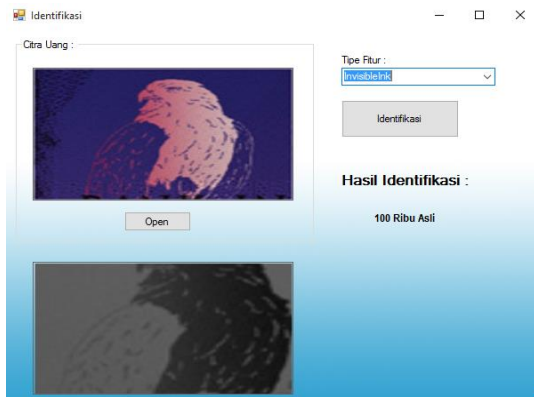 Identifikasi
Citra Uang :
Open
Tipe Fitur :
InvisibleInk
Identifikasi
Hasil Identifikasi :
100 Ribu Asli